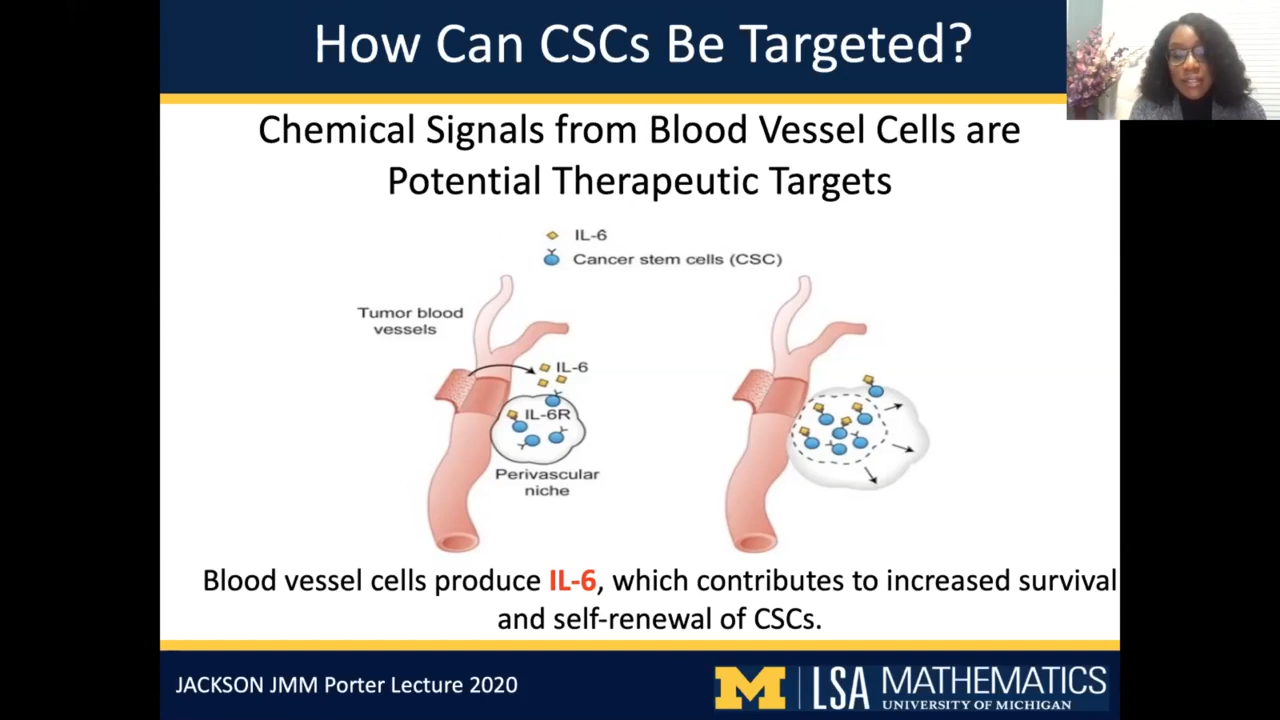 How Can CSCs Be Targeted?
Chemical Signals from Blood Vessel Cells are
Potential Therapeutic Targets
IL-6
Cancer stem cells (CSC)
Tumor blood
vessels
IL-6
IL-6R
Perivascular
niche
Blood vessel cells produce IL-6, which contributes to increased survival
and self-renewal of CSCs.
JACKSON JMM Porter Lecture 2020
M LSA MATHEMATICS
UNIVERSITY OF MICHIGAN